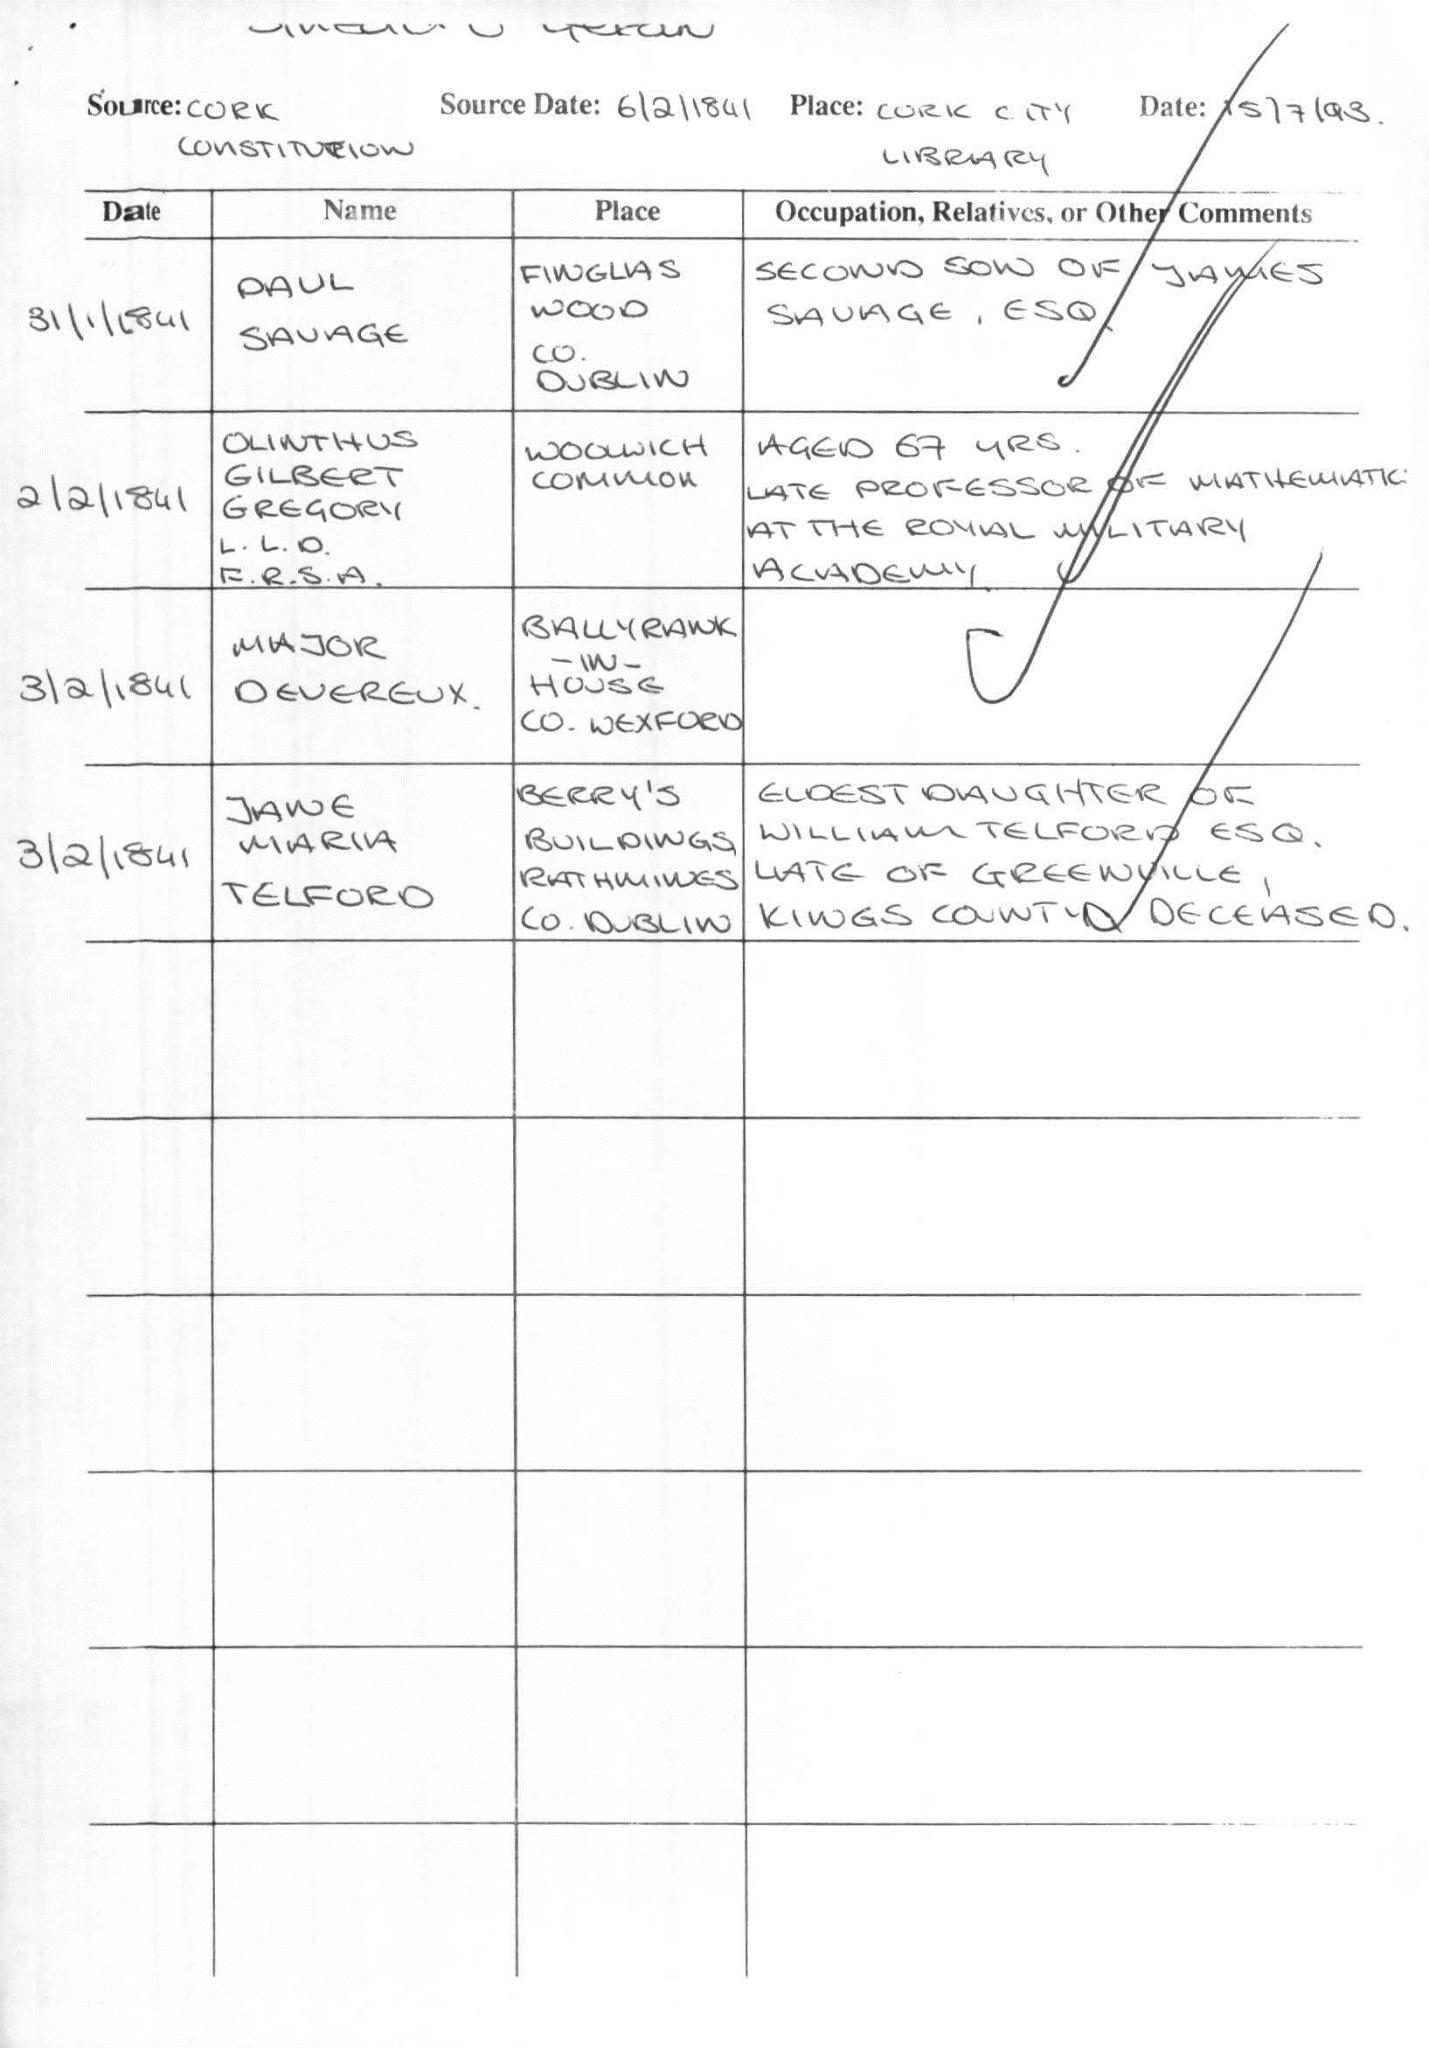 Source: CORK Source Date: 6/2/1841 Place: CORK CITY Date: 15/7/93.
CONSTITUTION LIBRARY
Date Name Place Occupation, Relatives, or Other Comments
31/1/1841
PAUL
SAVAGE
FINGLAS
WOOD
CO.
DUBLIN
SECOND SON OF JAMES
SAVAGE, ESQ.
2/2/1841
OLINTHUS
GILBERT
GREGORY
L.L.D.
F.R.S.A.
WOOLWICH
COMMON
AGED 67 YRS.
LATE PROFESSOR OF MATHEMATIC
AT THE ROYAL MILITARY
ACADEMY
3/2/1841
MAJOR
DEVEREUX.
BALLYRANK
-IN-
HOUSE
CO. WEXFORD
3/2/1841
JANE
MARIA
TELFORD
BERRY'S
BUILDINGS,
RATHMINES
CO. DUBLIN
ELDEST DAUGHTER OF
WILLIAM TELFORD ESQ.
LATE OF GREENVILLE,
KINGS COUNTY DECEASED.